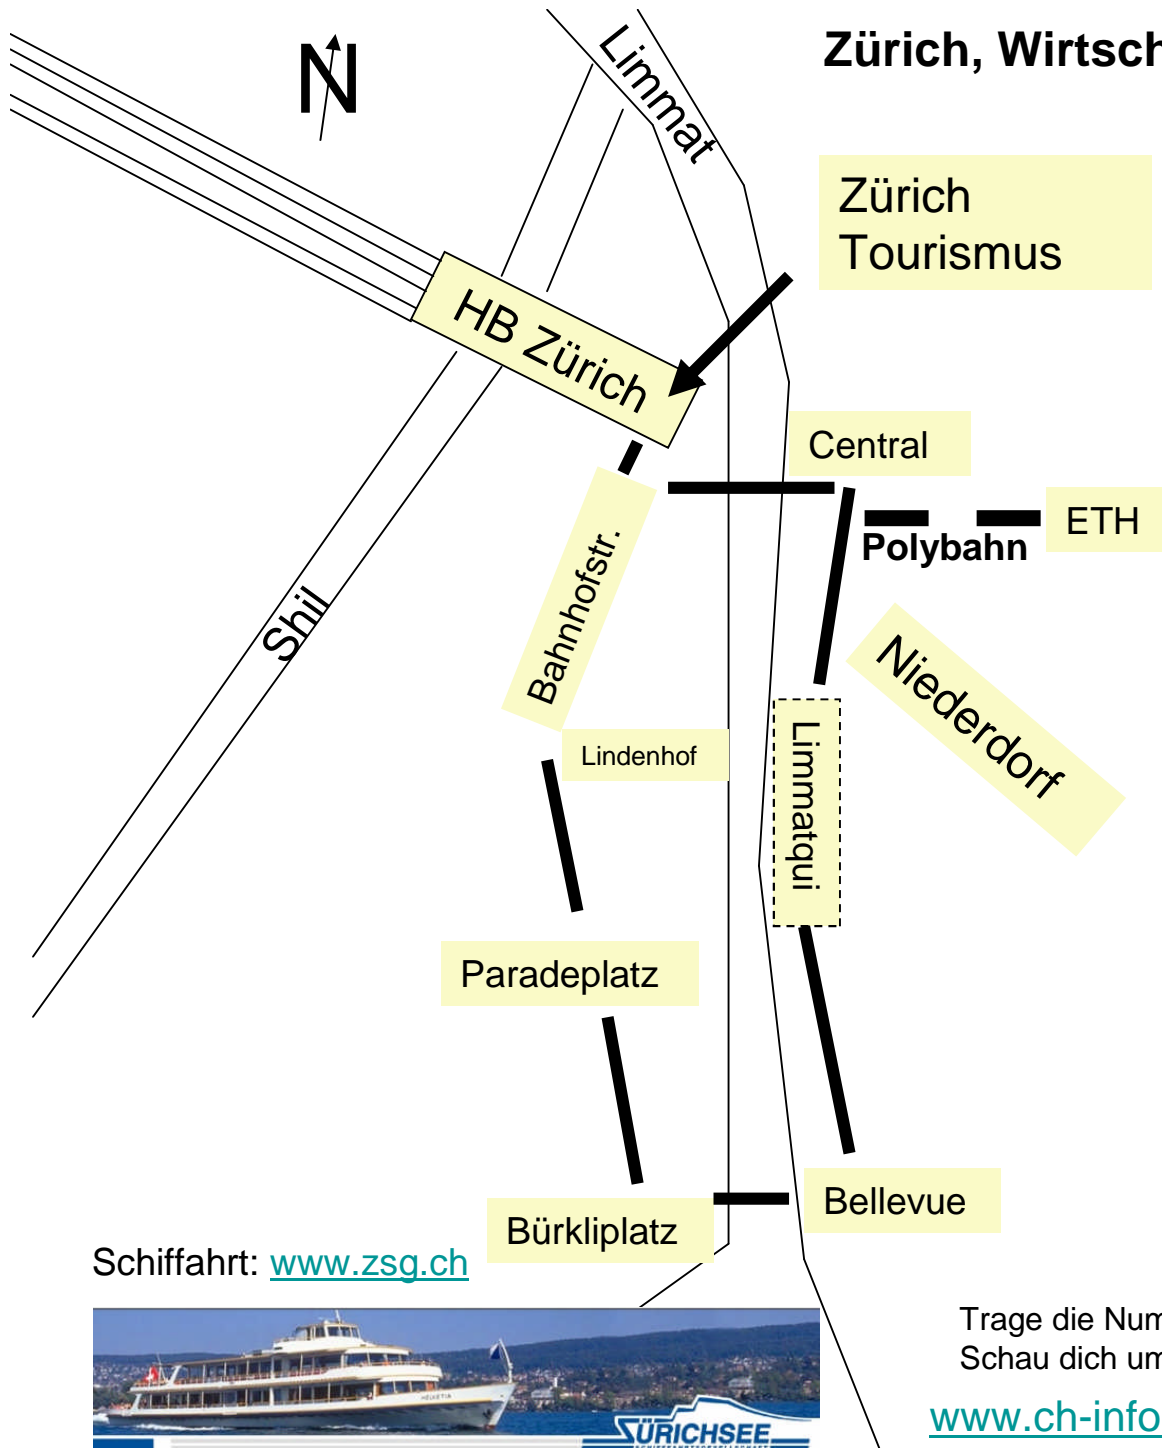 N
Limmat
Zürich, Wirtsch
Zürich
Tourismus
HB Zürich
Central
ETH
Polybahn
Bahnhofstr.
Shil
Niederdorf
Lindenhof
Limmatqui
Paradeplatz
Bellevue
Bürkliplatz
Schiffahrt: www.zsg.ch
HELVETIA
ZÜRICHSEE
Trage die Num
Schau dich um
www.ch-info